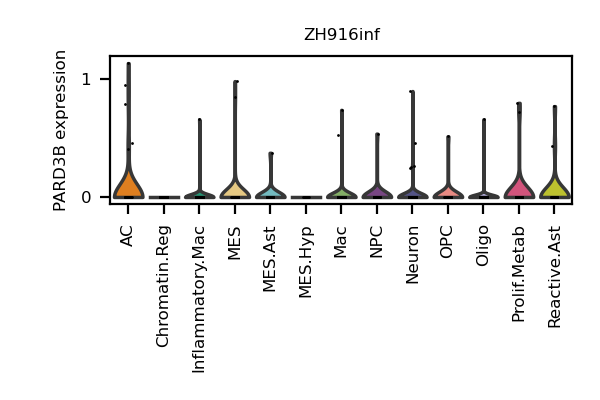 ZH916inf
PARD3B expression
1
0
AC
Chromatin.Reg
Inflammatory.Mac
MES
MES.Ast
MES.Hyp
Mac
NPC
Neuron
OPC
Oligo
Prolif.Metab
Reactive.Ast